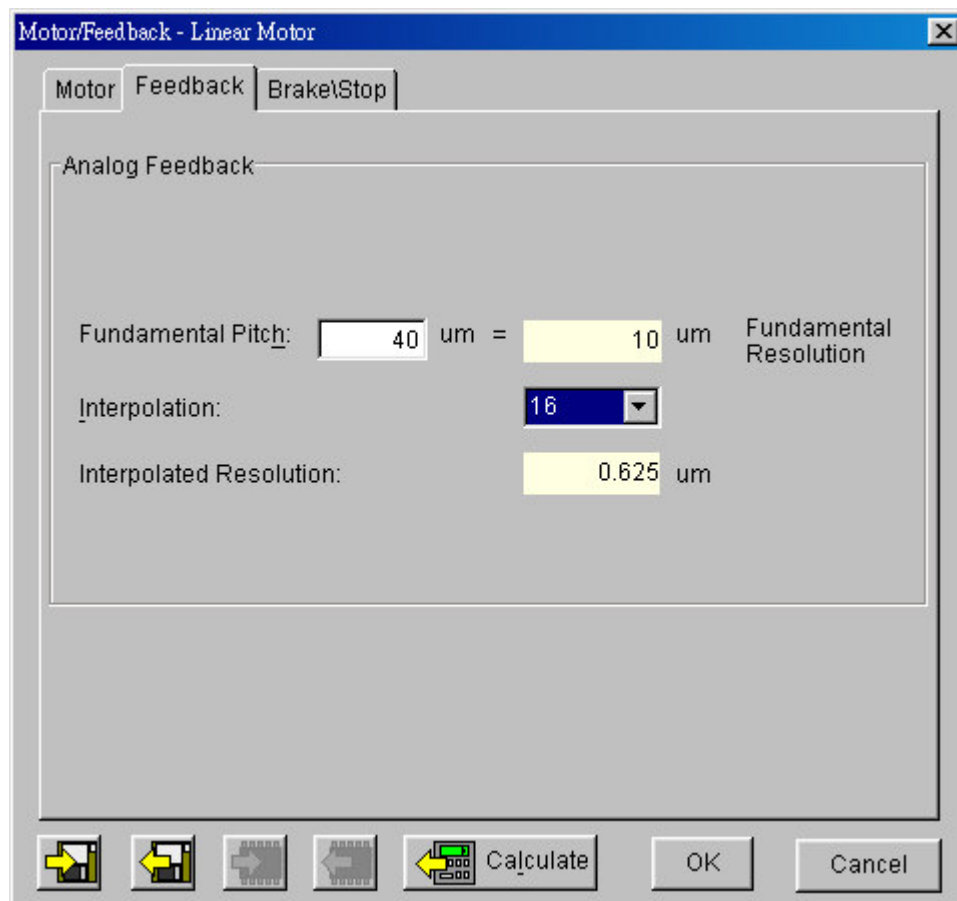 Motor/Feedback - Linear Motor
Motor Feedback Brake\Stop
Analog Feedback
Fundamental Pitch: 40 um = 10 um Fundamental
Resolution
Interpolation: 16
Interpolated Resolution: 0.625 um
Calculate OK Cancel